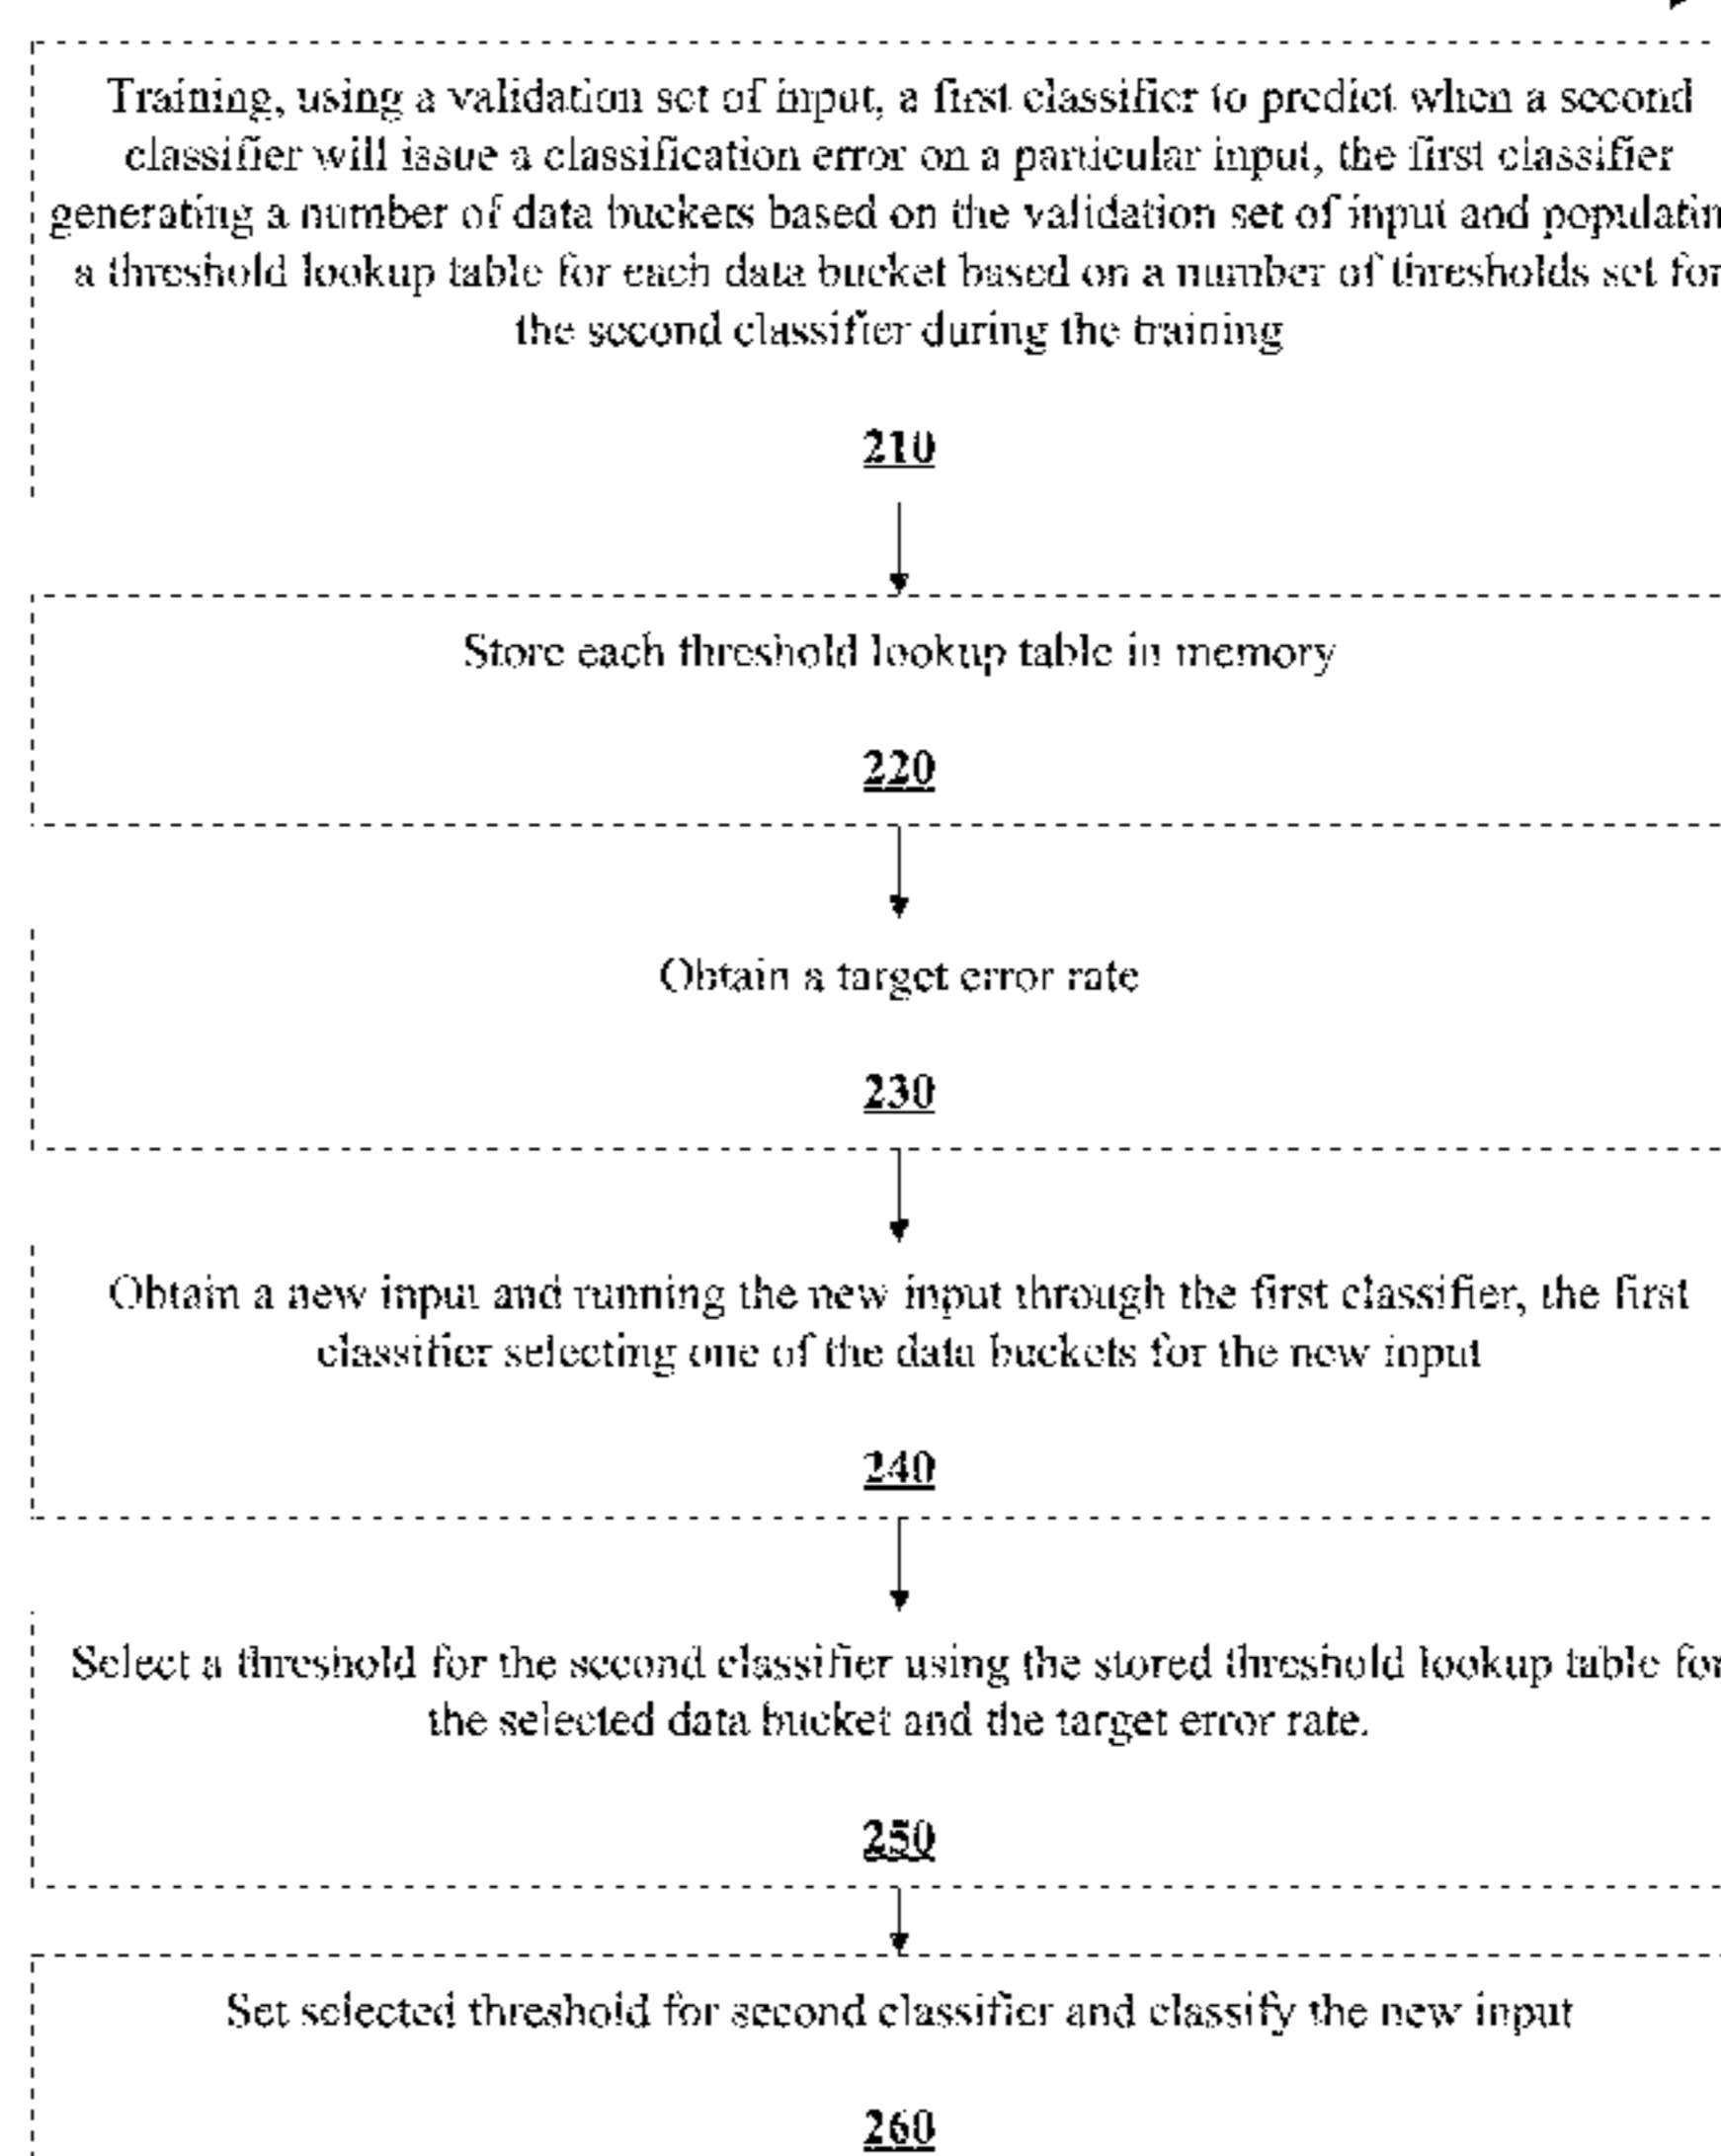 Training, using a validation set of input, a first classifier to predict when a second
classifier will issue a classification error on a particular input, the first classifier
generating a number of data buckets based on the validation set of input and populatin
a threshold lookup table for each data bucket based on a number of thresholds set for
the second classifier during the training
210
Store each threshold lookup table in memory
220
Obtain a target error rate
230
Obtain a new input and running the new input through the first classifier, the first
classifier selecting one of the data buckets for the new input
240
Select a threshold for the second classifier using the stored threshold lookup table for
the selected data bucket and the target error rate.
250
Set selected threshold for second classifier and classify the new input
260